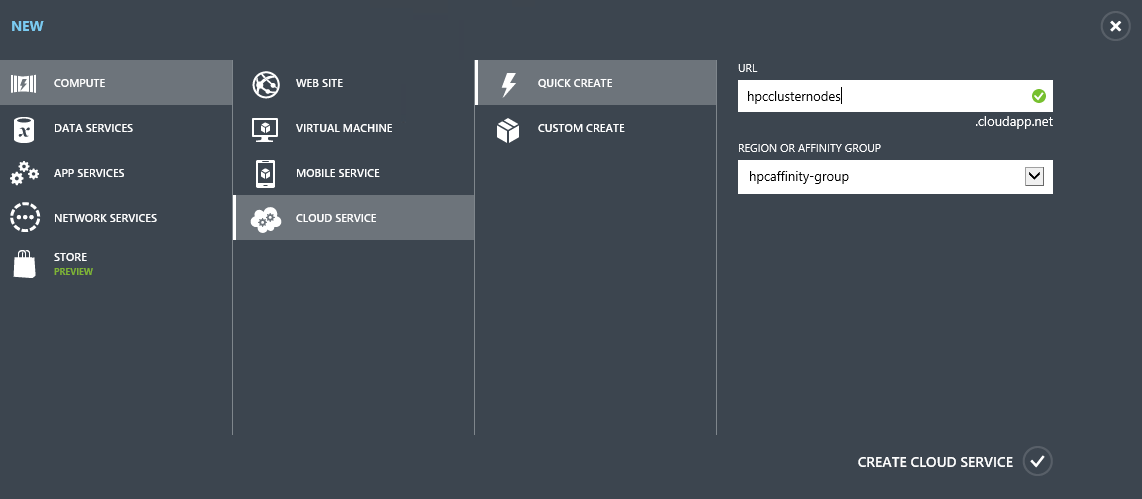 NEW
COMPUTE
DATA SERVICES
APP SERVICES
NETWORK SERVICES
STORE
PREVIEW
WEB SITE
VIRTUAL MACHINE
MOBILE SERVICE
CLOUD SERVICE
QUICK CREATE
CUSTOM CREATE
URL
hpcclusternodes
.cloudapp.net
REGION OR AFFINITY GROUP
hpcaffinity-group
CREATE CLOUD SERVICE